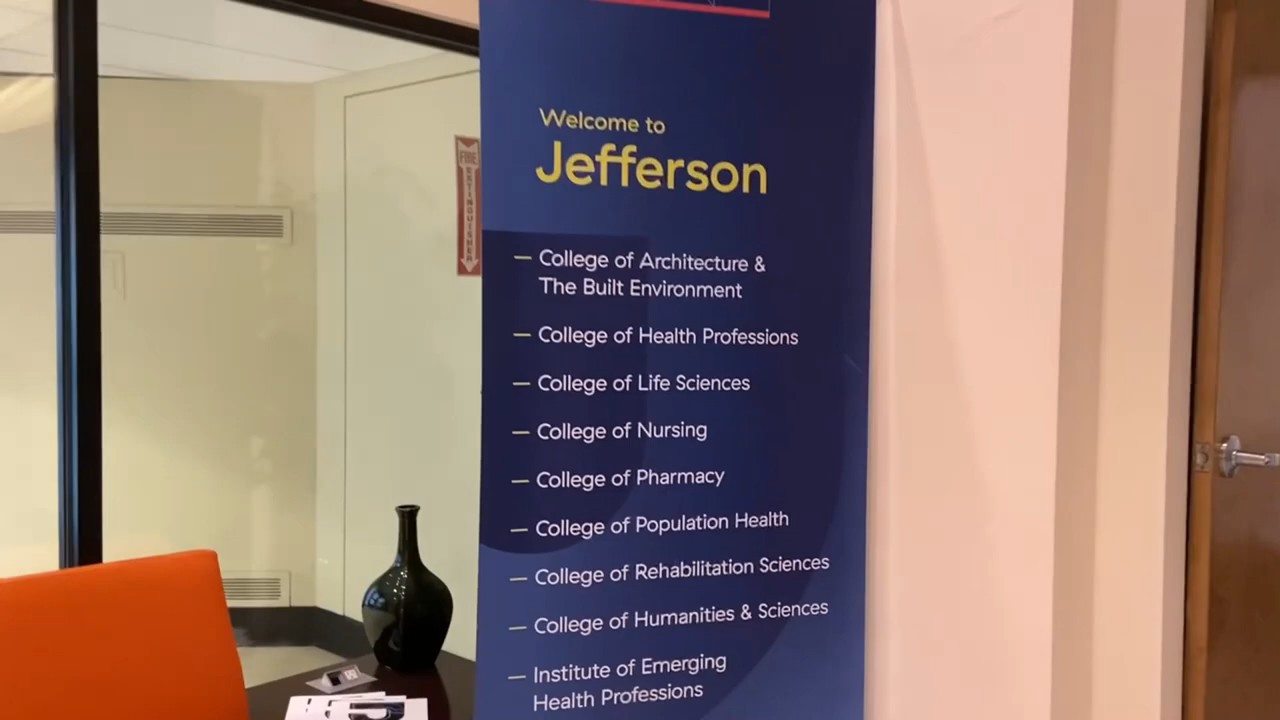 Welcome to
Jefferson
FIRE
EXTINGUISHER
— College of Architecture &
The Built Environment
— College of Health Professions
— College of Life Sciences
— College of Nursing
— College of Pharmacy
— College of Population Health
— College of Rehabilitation Sciences
— College of Humanities & Sciences
— Institute of Emerging
Health Professions